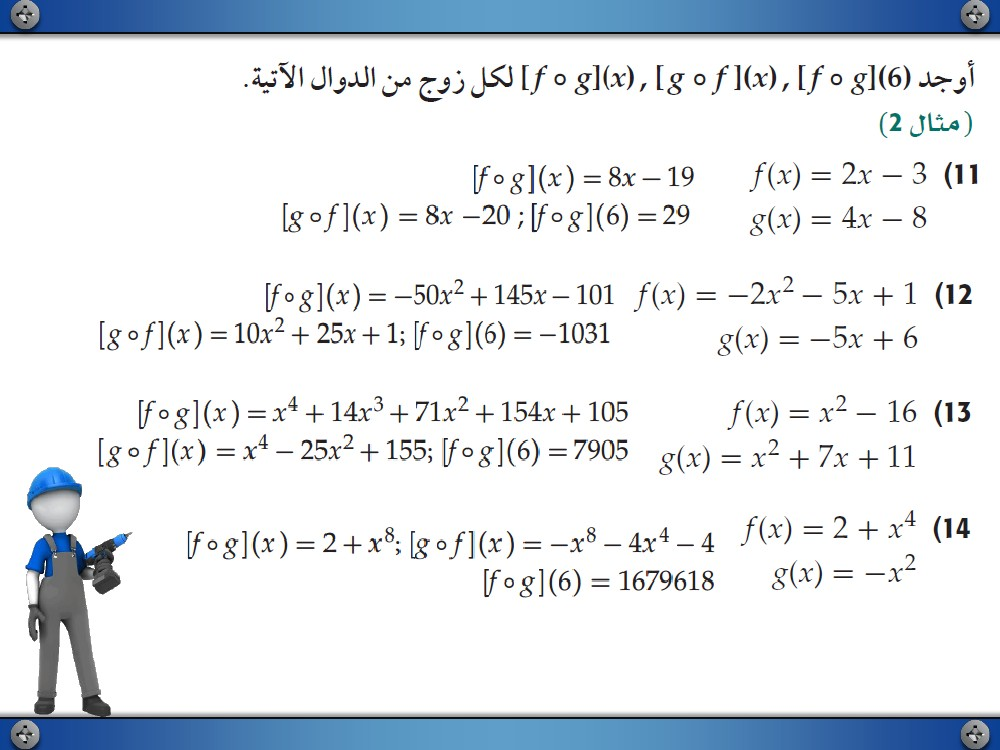 أوجد [f ∘ g](x) , [g ∘ f](x) , [f ∘ g](6) لكل زوج من الدوال الآتية.
(مثال 2)
(11 f(x) = 2x − 3
g(x) = 4x − 8
[f ∘ g](x) = 8x − 19
[g ∘ f](x) = 8x −20 ; [f ∘ g](6) = 29
(12 f(x) = −2x² − 5x + 1
g(x) = −5x + 6
[f ∘ g](x) = −50x² + 145x − 101
[g ∘ f](x) = 10x² + 25x + 1; [f ∘ g](6) = −1031
(13 f(x) = x² − 16
g(x) = x² + 7x + 11
[f ∘ g](x) = x⁴ + 14x³ + 71x² + 154x + 105
[g ∘ f](x) = x⁴ − 25x² + 155; [f ∘ g](6) = 7905
(14 f(x) = 2 + x⁴
g(x) = −x²
[f ∘ g](x) = 2 + x⁸; [g ∘ f](x) = −x⁸ − 4x⁴ − 4
[f ∘ g](6) = 1679618